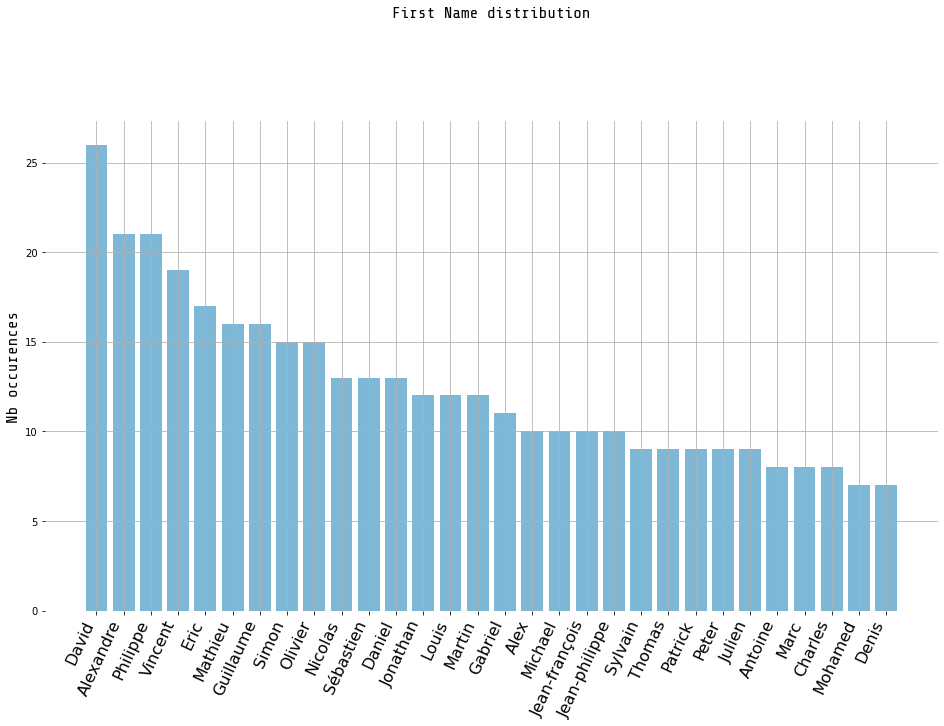 First Name distribution
Nb occurences
25
20
15
10
5
0
David
Alexandre
Philippe
Vincent
Eric
Mathieu
Guillaume
Simon
Olivier
Nicolas
Sébastien
Daniel
Jonathan
Louis
Martin
Gabriel
Alex
Michael
Jean-françois
Jean-philippe
Sylvain
Thomas
Patrick
Peter
Julien
Antoine
Marc
Charles
Mohamed
Denis